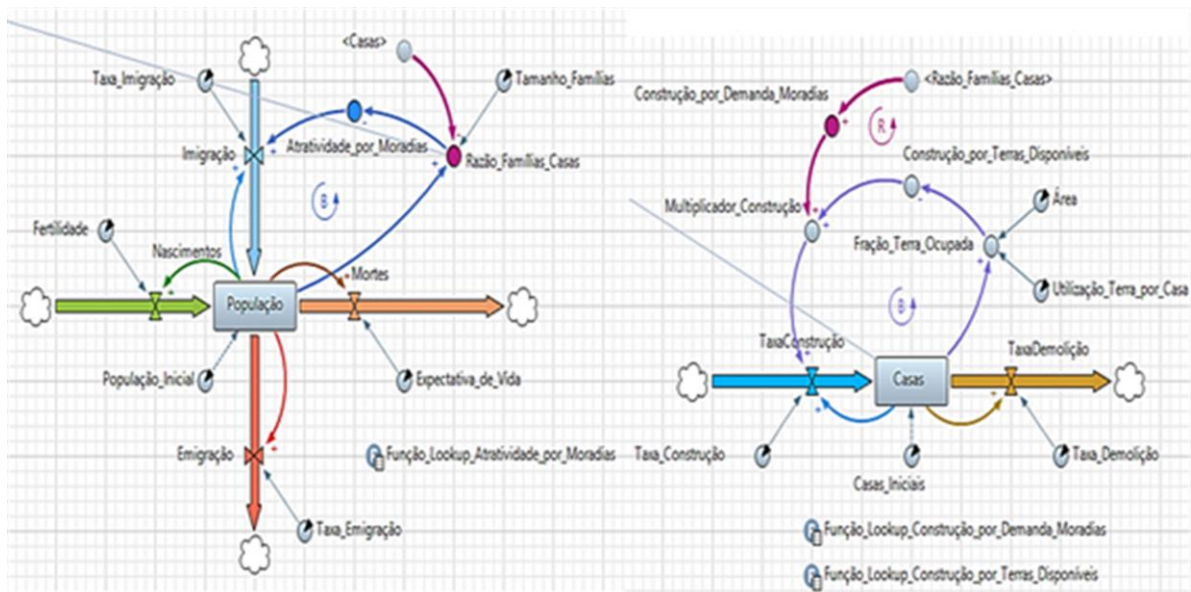 <Casas>
Taxa_Imigração
Tamanho_Famílias
Imigração
Atratividade_por_Moradias
Razão_Famílias_Casas
B
Fertilidade
Nascimentos
Mortes
População
População_Inicial
Expectativa_de_Vida
Emigração
Função_Lookup_Atratividade_por_Moradias
Taxa_Emigração
<Razão_Famílias_Casas>
Construção_por_Demanda_Moradias
R
Construção_por_Terras_Disponíveis
Área
Multiplicador_Construção
Fração_Terra_Ocupada
Utilização_Terra_por_Casa
B
TaxaConstrução
TaxaDemolição
Casas
Taxa_Construção
Taxa_Demolição
Casas_Iniciais
Função_Lookup_Construção_por_Demanda_Moradias
Função_Lookup_Construção_por_Terras_Disponíveis